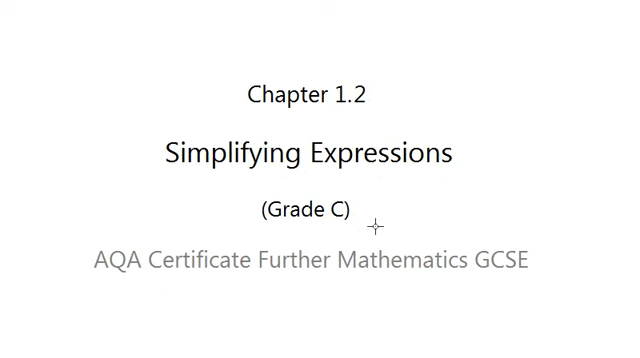 Chapter 1.2
Simplifying Expressions
(Grade C)
AQA Certificate Further Mathematics GCSE